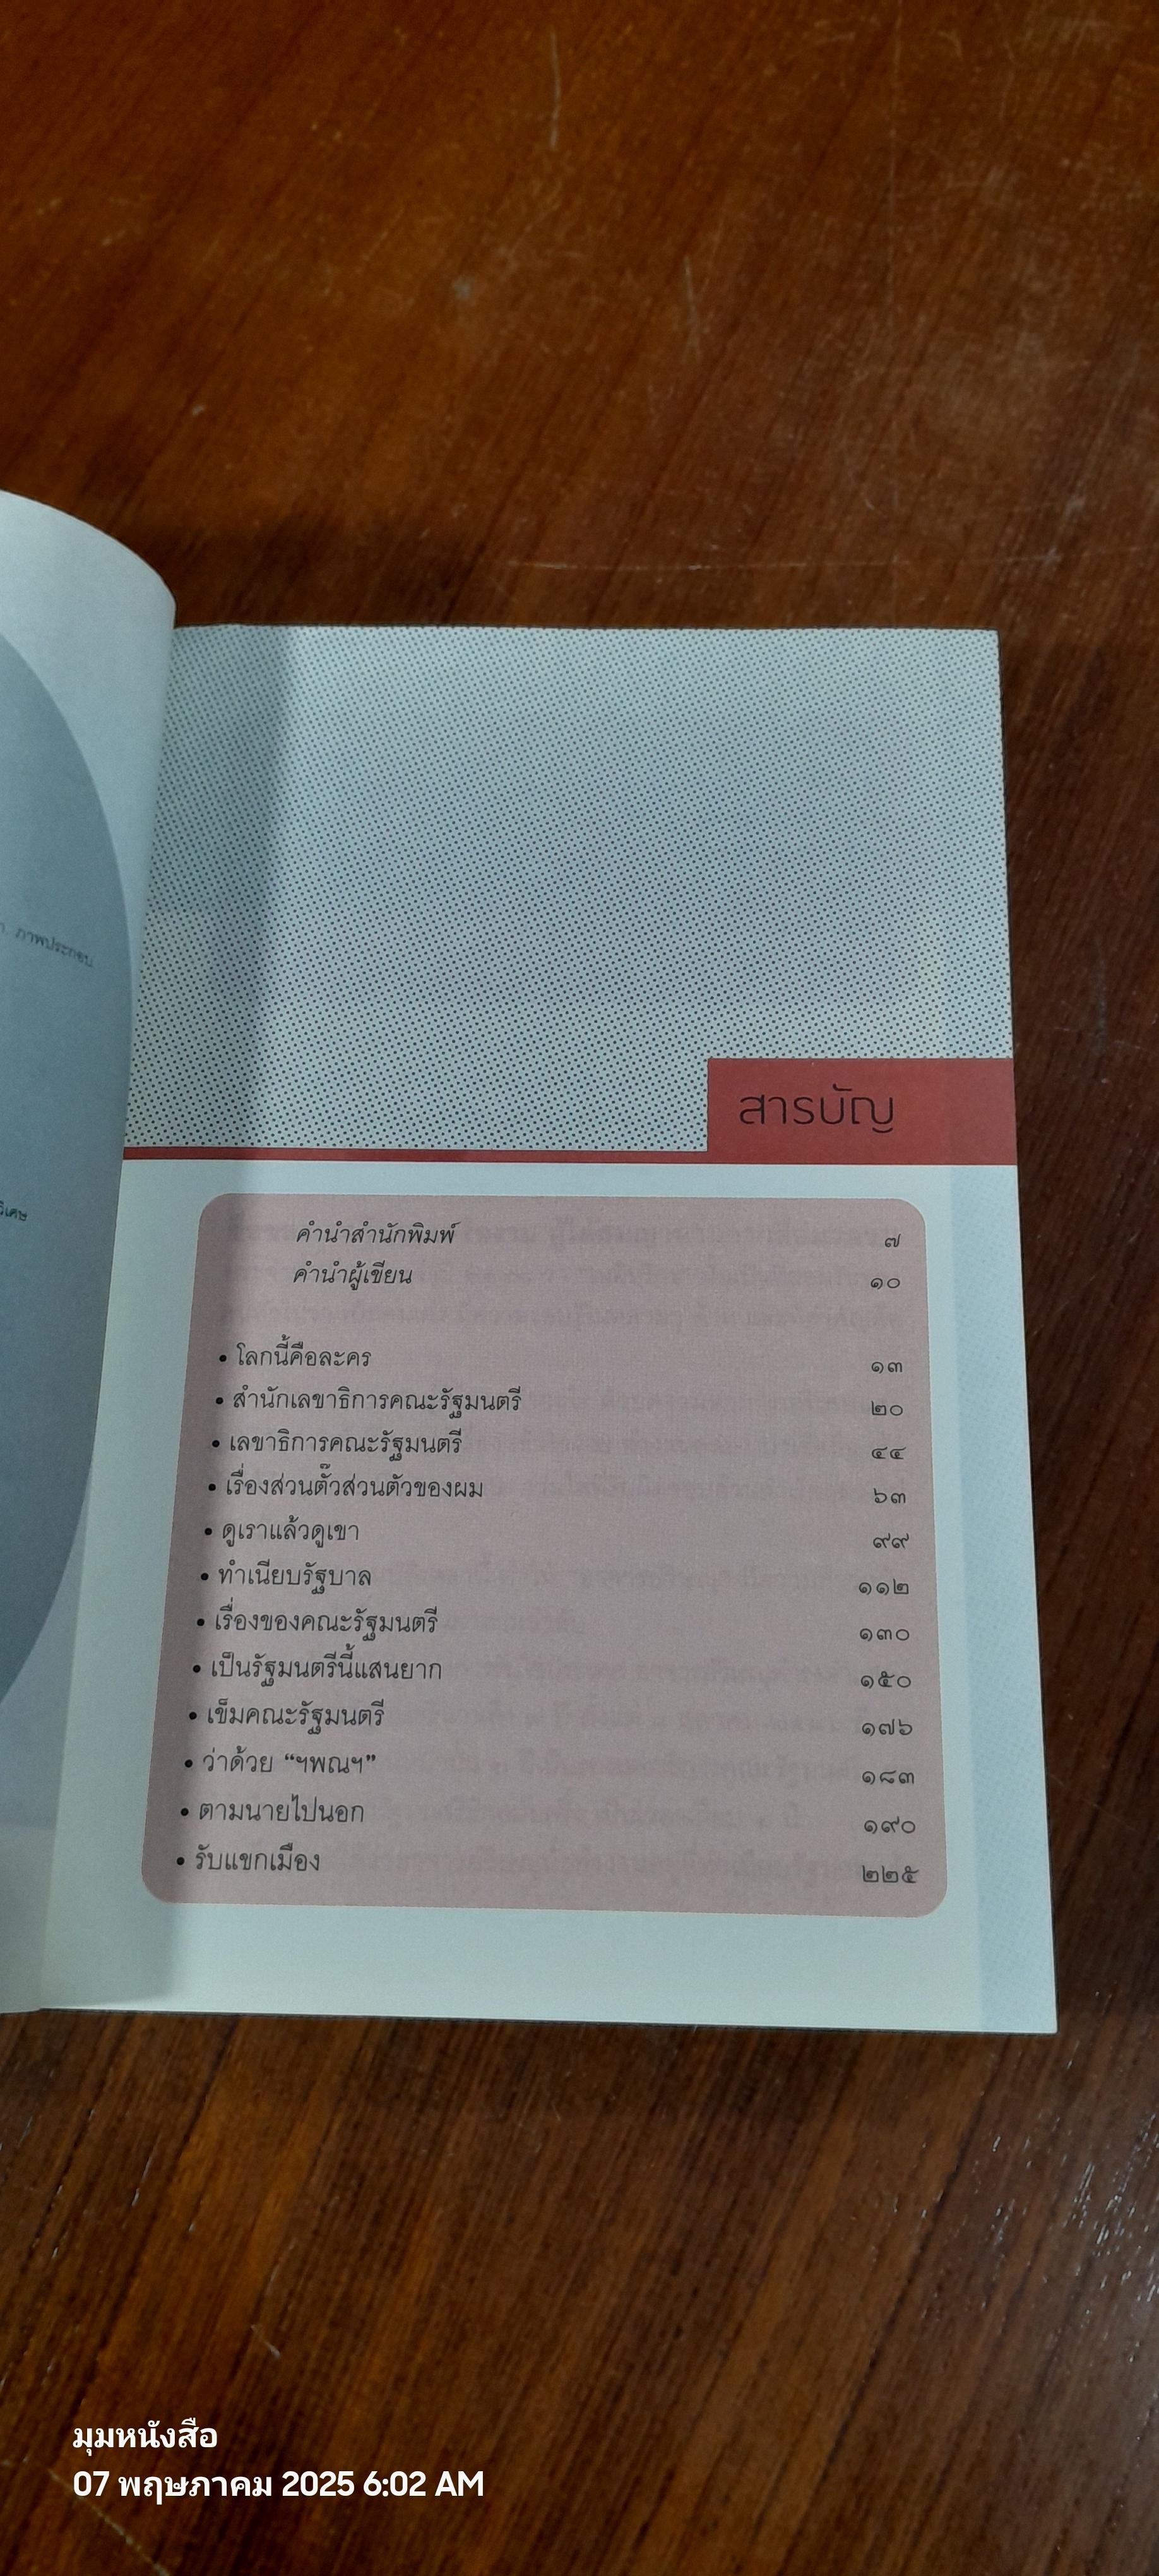 ภาพประกอบ
สารบัญ
คำนำสำนักพิมพ์ ๗
คำนำผู้เขียน ๑๐
• โลกนี้คือละคร ๑๓
• สำนักเลขาธิการคณะรัฐมนตรี ๒๐
• เลขาธิการคณะรัฐมนตรี ๔๔
• เรื่องส่วนตั๊วส่วนตัวของผม ๖๓
• ดูเราแล้วดูเขา ๙๙
• ทำเนียบรัฐบาล ๑๑๒
• เรื่องของคณะรัฐมนตรี ๑๓๐
• เป็นรัฐมนตรีนี้แสนยาก ๑๕๐
• เข็มคณะรัฐมนตรี ๑๗๖
• ว่าด้วย “ฯพณฯ” ๑๘๓
• ตามนายไปนอก ๑๙๐
• รับแขกเมือง ๒๒๕
มุมหนังสือ
07 พฤษภาคม 2025 6:02 AM